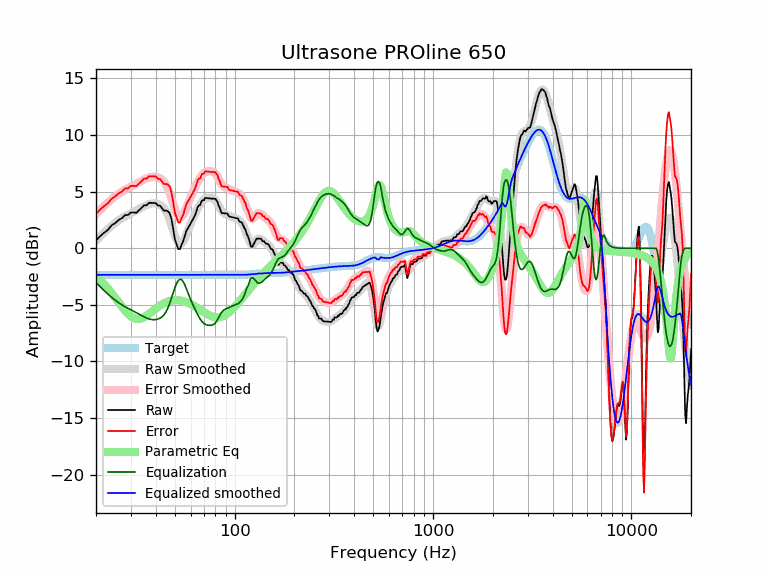 Ultrasone PROline 650
15
10
5
0
−5
−10
−15
−20
Amplitude (dBr)
Target
Raw Smoothed
Error Smoothed
Raw
Error
Parametric Eq
Equalization
Equalized smoothed
100
1000
10000
Frequency (Hz)